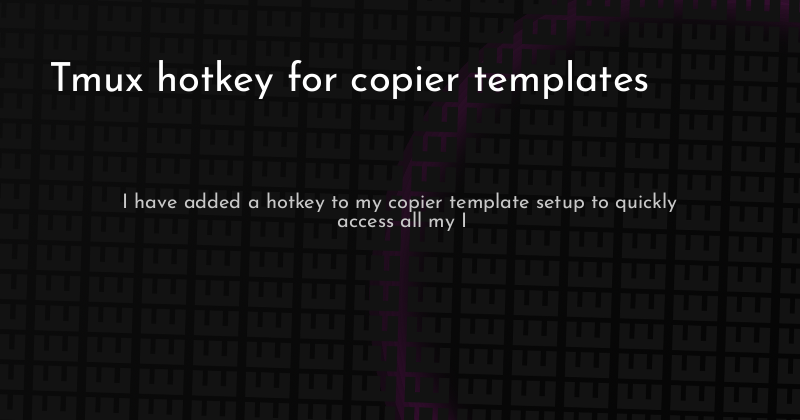 Tmux hotkey for copier templates
I have added a hotkey to my copier template setup to quickly
access all my I